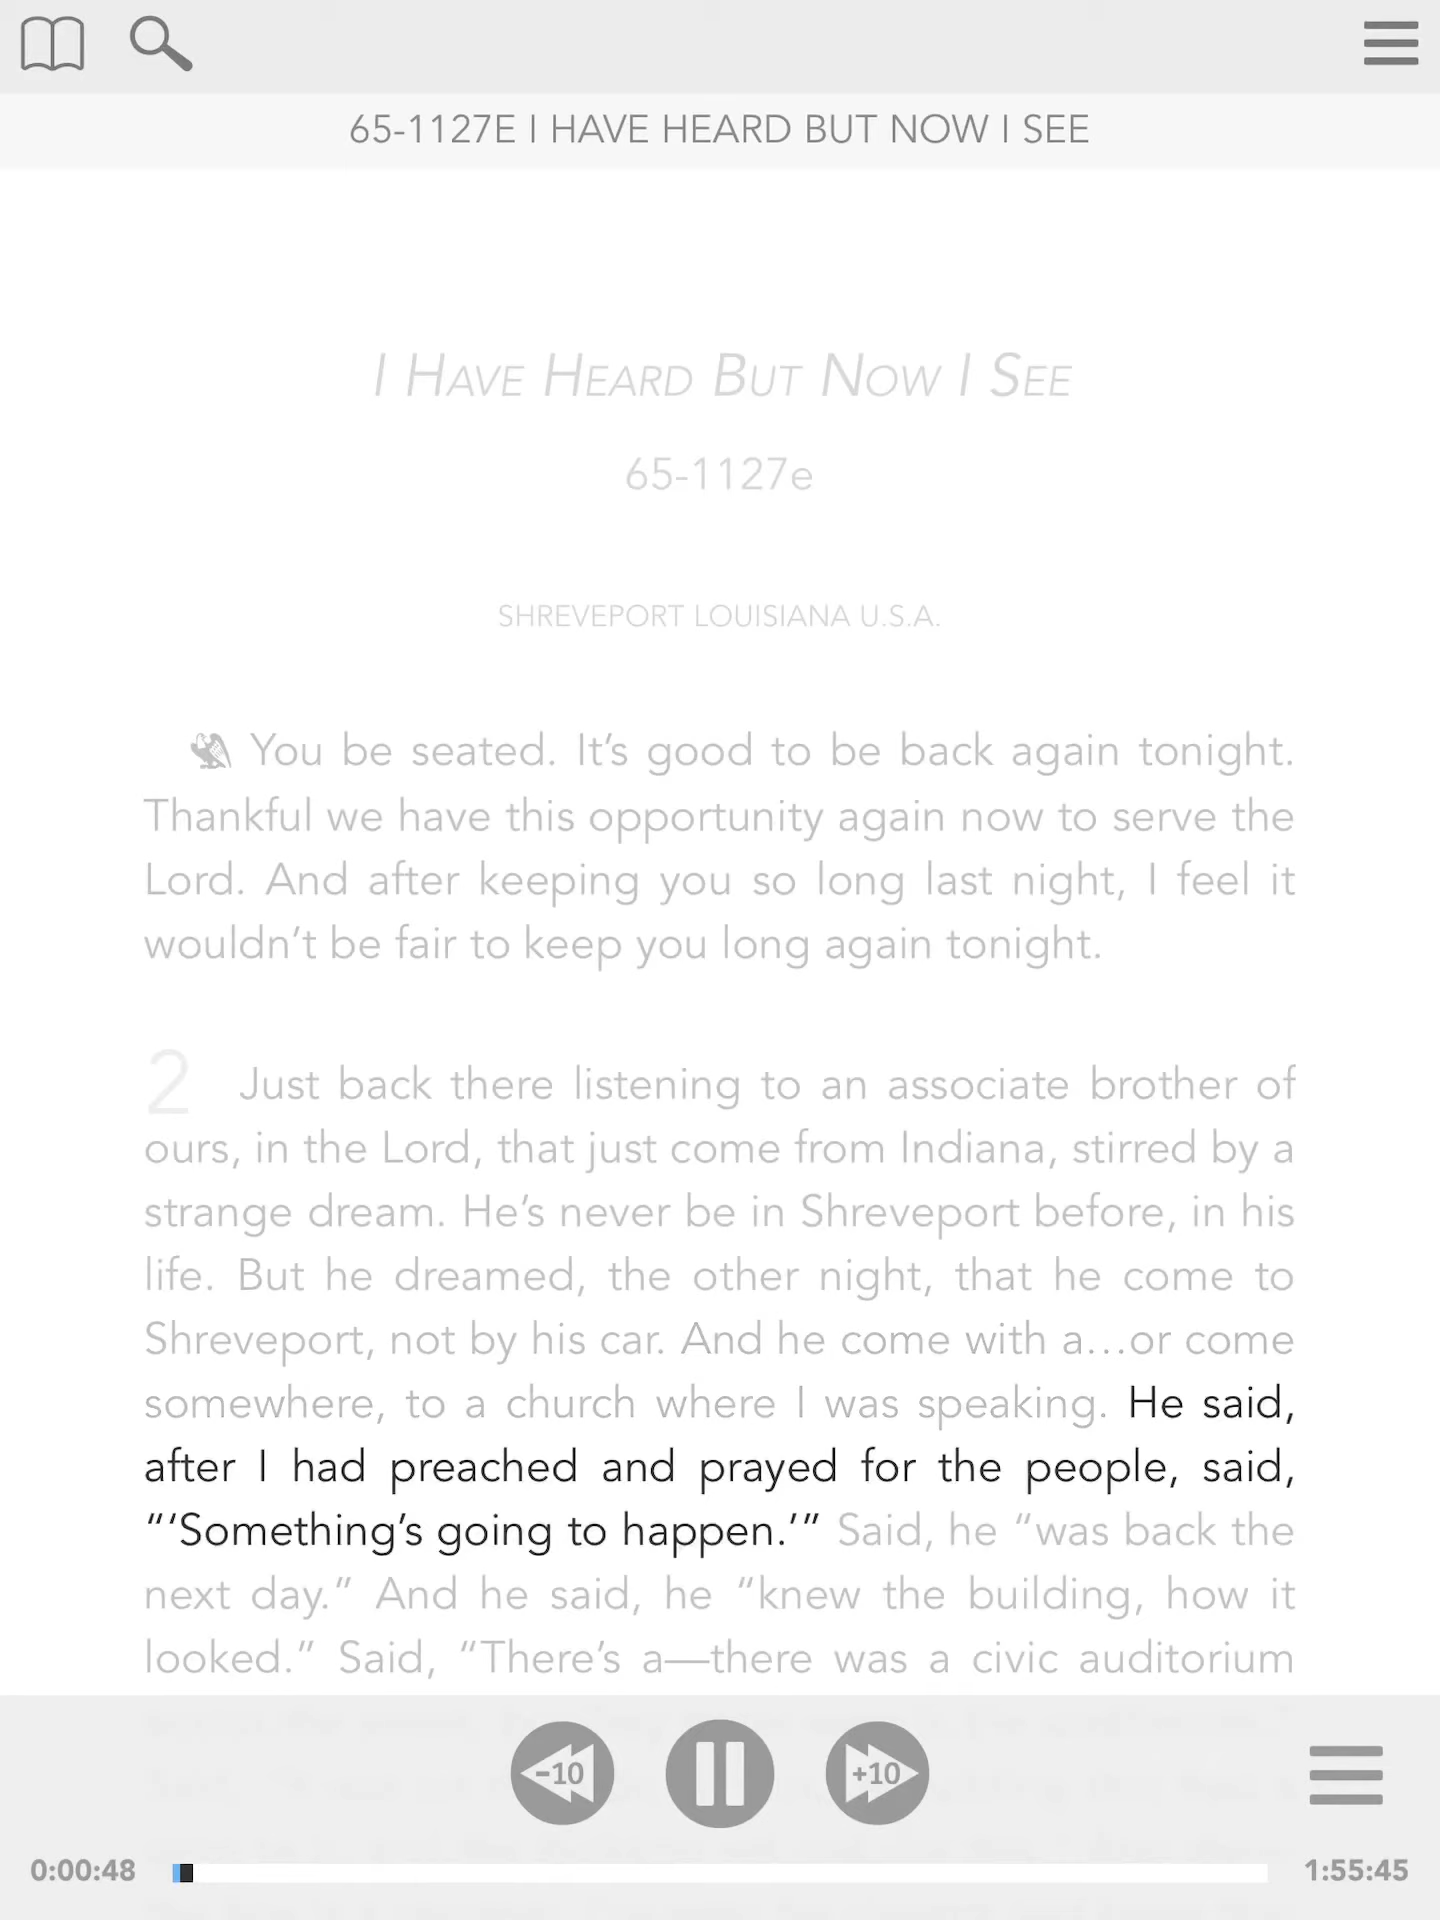 65-1127E I HAVE HEARD BUT NOW I SEE
I HAVE HEARD BUT NOW I SEE
65-1127e
SHREVEPORT LOUISIANA U.S.A.
You be seated. It’s good to be back again tonight.
Thankful we have this opportunity again now to serve the
Lord. And after keeping you so long last night, I feel it
wouldn’t be fair to keep you long again tonight.
2 Just back there listening to an associate brother of
ours, in the Lord, that just come from Indiana, stirred by a
strange dream. He’s never be in Shreveport before, in his
life. But he dreamed, the other night, that he come to
Shreveport, not by his car. And he come with a…or come
somewhere, to a church where I was speaking. He said,
after I had preached and prayed for the people, said,
“‘Something’s going to happen.’” Said, he “was back the
next day.” And he said, he “knew the building, how it
looked.” Said, “There’s a—there was a civic auditorium
-10 +10
0:00:48 1:55:45